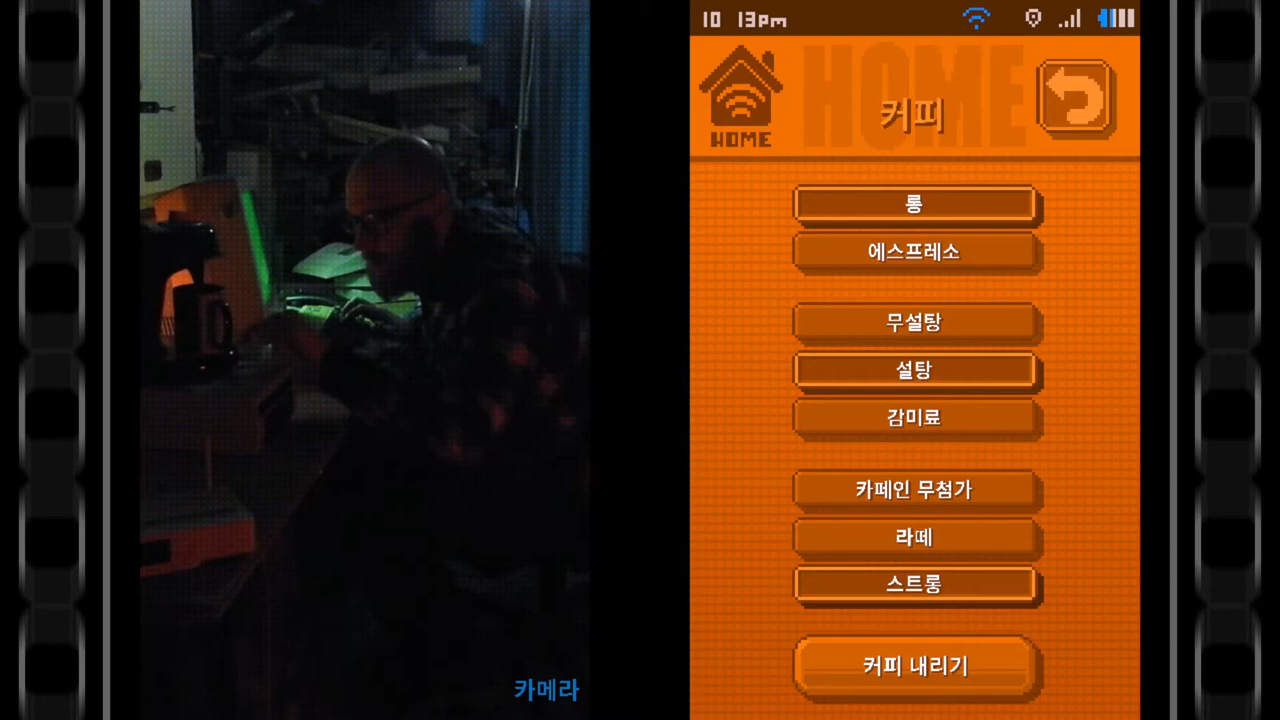 10 13pm
HOME
커피
HOME
롱
에스프레소
무설탕
설탕
감미료
카페인 무첨가
라떼
스트롱
커피 내리기
카메라